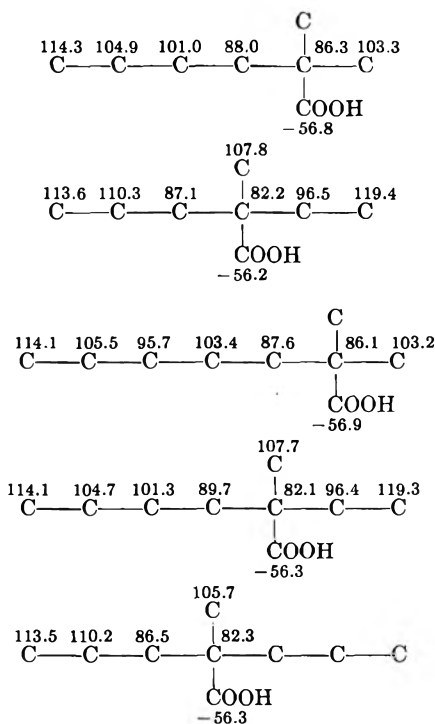 C
114.3 104.9 101.0 88.0 86.3 103.3
C C C C C C
COOH
−56.8
107.8
C
113.6 110.3 87.1 82.2 96.5 119.4
C C C C C C
COOH
−56.2
C
114.1 105.5 95.7 103.4 87.6 86.1 103.2
C C C C C C C
COOH
−56.9
107.7
C
114.1 104.7 101.3 89.7 82.1 96.4 119.3
C C C C C C C
COOH
−56.3
105.7
C
113.5 110.2 86.5 82.3
C C C C C C C
COOH
−56.3